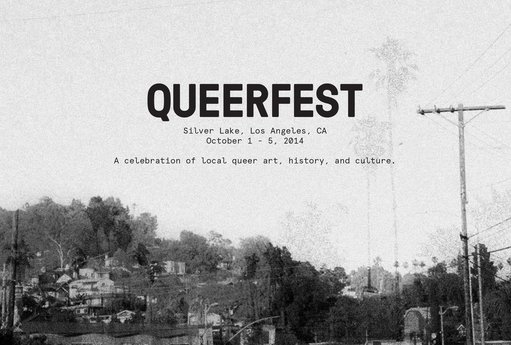 QUEERFEST
Silver Lake, Los Angeles, CA
October 1 - 5, 2014
A celebration of local queer art, history, and culture.